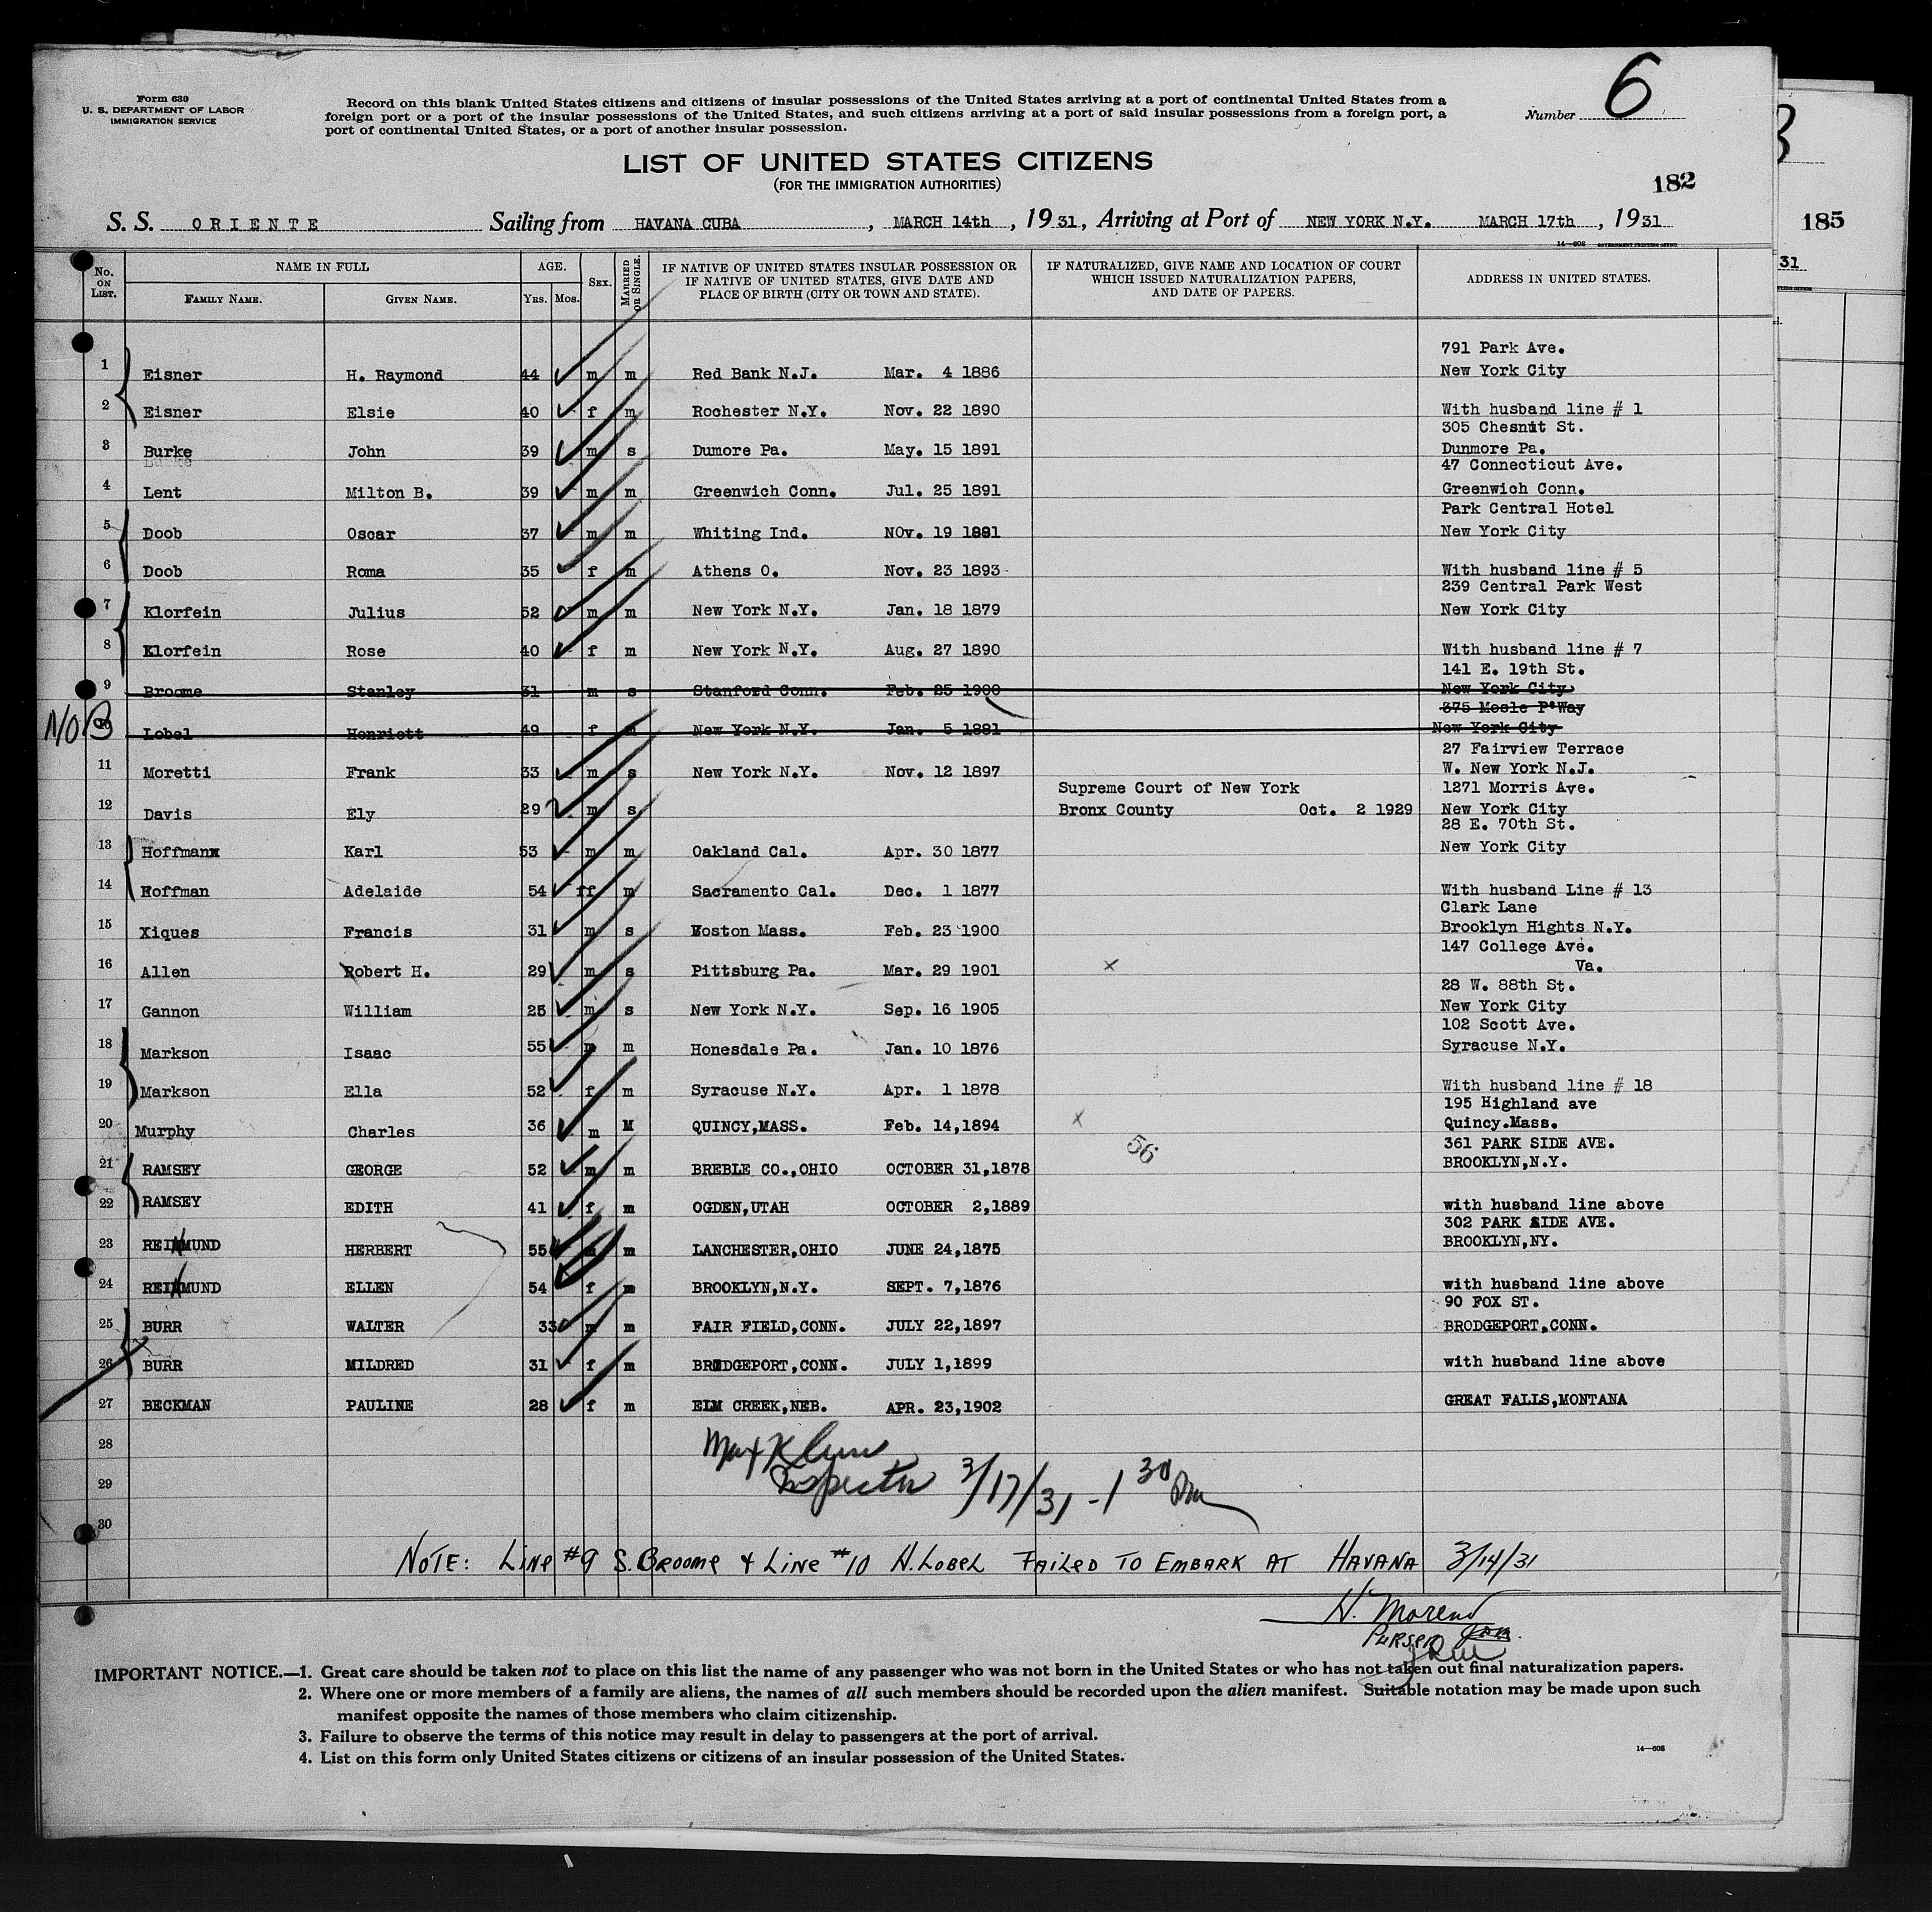 Form 630
U. S. DEPARTMENT OF LABOR
IMMIGRATION SERVICE
Record on this blank United States citizens and citizens of insular possessions of the United States arriving at a port of continental United States from a
foreign port or a port of the insular possessions of the United States, and such citizens arriving at a port of said insular possessions from a foreign port, a
port of continental United States, or a port of another insular possession.
Number 6
LIST OF UNITED STATES CITIZENS
(FOR THE IMMIGRATION AUTHORITIES)
182
185
S. S. ORIENTE Sailing from HAVANA CUBA, MARCH 14th, 1931, Arriving at Port of NEW YORK N.Y. MARCH 17th, 1931
31
14—608 GOVERNMENT PRINTING OFFICE
No. ON LIST. NAME IN FULL AGE. SEX. MARRIED OR SINGLE. IF NATIVE OF UNITED STATES INSULAR POSSESSION OR IF NATIVE OF UNITED STATES, GIVE DATE AND PLACE OF BIRTH (CITY OR TOWN AND STATE). IF NATURALIZED, GIVE NAME AND LOCATION OF COURT WHICH ISSUED NATURALIZATION PAPERS, AND DATE OF PAPERS. ADDRESS IN UNITED STATES.
FAMILY NAME. GIVEN NAME. YRS. MOS.
791 Park Ave.
1 Eisner H. Raymond 44 m m Red Bank N.J. Mar. 4 1886 New York City
2 Eisner Elsie 40 f m Rochester N.Y. Nov. 22 1890 With husband line # 1
305 Chesnut St.
3 Burke John 39 m s Dumore Pa. May. 15 1891 Dunmore Pa.
47 Connecticut Ave.
4 Lent Milton B. 39 m m Greenwich Conn. Jul. 25 1891 Greenwich Conn.
Park Central Hotel
5 Doob Oscar 37 m m Whiting Ind. NOv. 19 1881 New York City
6 Doob Roma 35 f m Athens O. Nov. 23 1893 With husband line # 5
239 Central Park West
7 Klorfein Julius 52 m m New York N.Y. Jan. 18 1879 New York City
8 Klorfein Rose 40 f m New York N.Y. Aug. 27 1890 With husband line # 7
141 E. 19th St.
9 Broome Stanley 31 m s Stanford Conn. Feb. 25 1900 New York City
375 Mosle P'Way
NOB 10 Lobel Henriett 49 f New York N.Y. Jan. 5 1881 New York City
27 Fairview Terrace
11 Moretti Frank 33 m s New York N.Y. Nov. 12 1897 W. New York N.J.
Supreme Court of New York 1271 Morris Ave.
12 Davis Ely 29 m s Bronx County Oct. 2 1929 New York City
28 E. 70th St.
13 Hoffman Karl 53 m m Oakland Cal. Apr. 30 1877 New York City
14 Hoffman Adelaide 54 ff m Sacramento Cal. Dec. 1 1877 With husband Line # 13
Clark Lane
15 Xiques Francis 31 m s Boston Mass. Feb. 23 1900 Brooklyn Hights N.Y.
147 College Ave.
16 Allen Robert H. 29 m s Pittsburg Pa. Mar. 29 1901 x Va.
28 W. 88th St.
17 Gannon William 25 m s New York N.Y. Sep. 16 1905 New York City
102 Scott Ave.
18 Markson Isaac 55 m m Honesdale Pa. Jan. 10 1876 Syracuse N.Y.
19 Markson Ella 52 f m Syracuse N.Y. Apr. 1 1878 With husband line # 18
195 Highland ave
20 Murphy Charles 36 m M QUINCY,MASS. Feb. 14,1894 x Quincy.Mass.
56 361 PARK SIDE AVE.
21 RAMSEY GEORGE 52 m m BREBLE CO.,OHIO OCTOBER 31,1878 BROOKLYN,N.Y.
22 RAMSEY EDITH 41 f m OGDEN,UTAH OCTOBER 2,1889 with husband line above
302 PARK SIDE AVE.
23 REINMUND HERBERT 55 m m LANCHESTER,OHIO JUNE 24,1875 BROOKLYN,NY.
24 REINMUND ELLEN 54 f m BROOKLYN,N.Y. SEPT. 7,1876 with husband line above
90 FOX ST.
25 BURR WALTER 33 m m FAIR FIELD,CONN. JULY 22,1897 BRODGEPORT,CONN.
26 BURR MILDRED 31 f m BRIDGEPORT,CONN. JULY 1,1899 with husband line above
27 BECKMAN PAULINE 28 f m ELM CREEK,NEB. APR. 23,1902 GREAT FALLS,MONTANA
28
Inspector 3/17/31 - 1 30 Pm
29
30
NOTE: LINE #9 S. BROOME & LINE #10 H. LOBEL FAILED TO EMBARK AT HAVANA 3/14/31
H. Moreno
PURSER
IMPORTANT NOTICE.—1. Great care should be taken not to place on this list the name of any passenger who was not born in the United States or who has not taken out final naturalization papers.
2. Where one or more members of a family are aliens, the names of all such members should be recorded upon the alien manifest. Suitable notation may be made upon such
manifest opposite the names of those members who claim citizenship.
3. Failure to observe the terms of this notice may result in delay to passengers at the port of arrival.
4. List on this form only United States citizens or citizens of an insular possession of the United States.
14—608